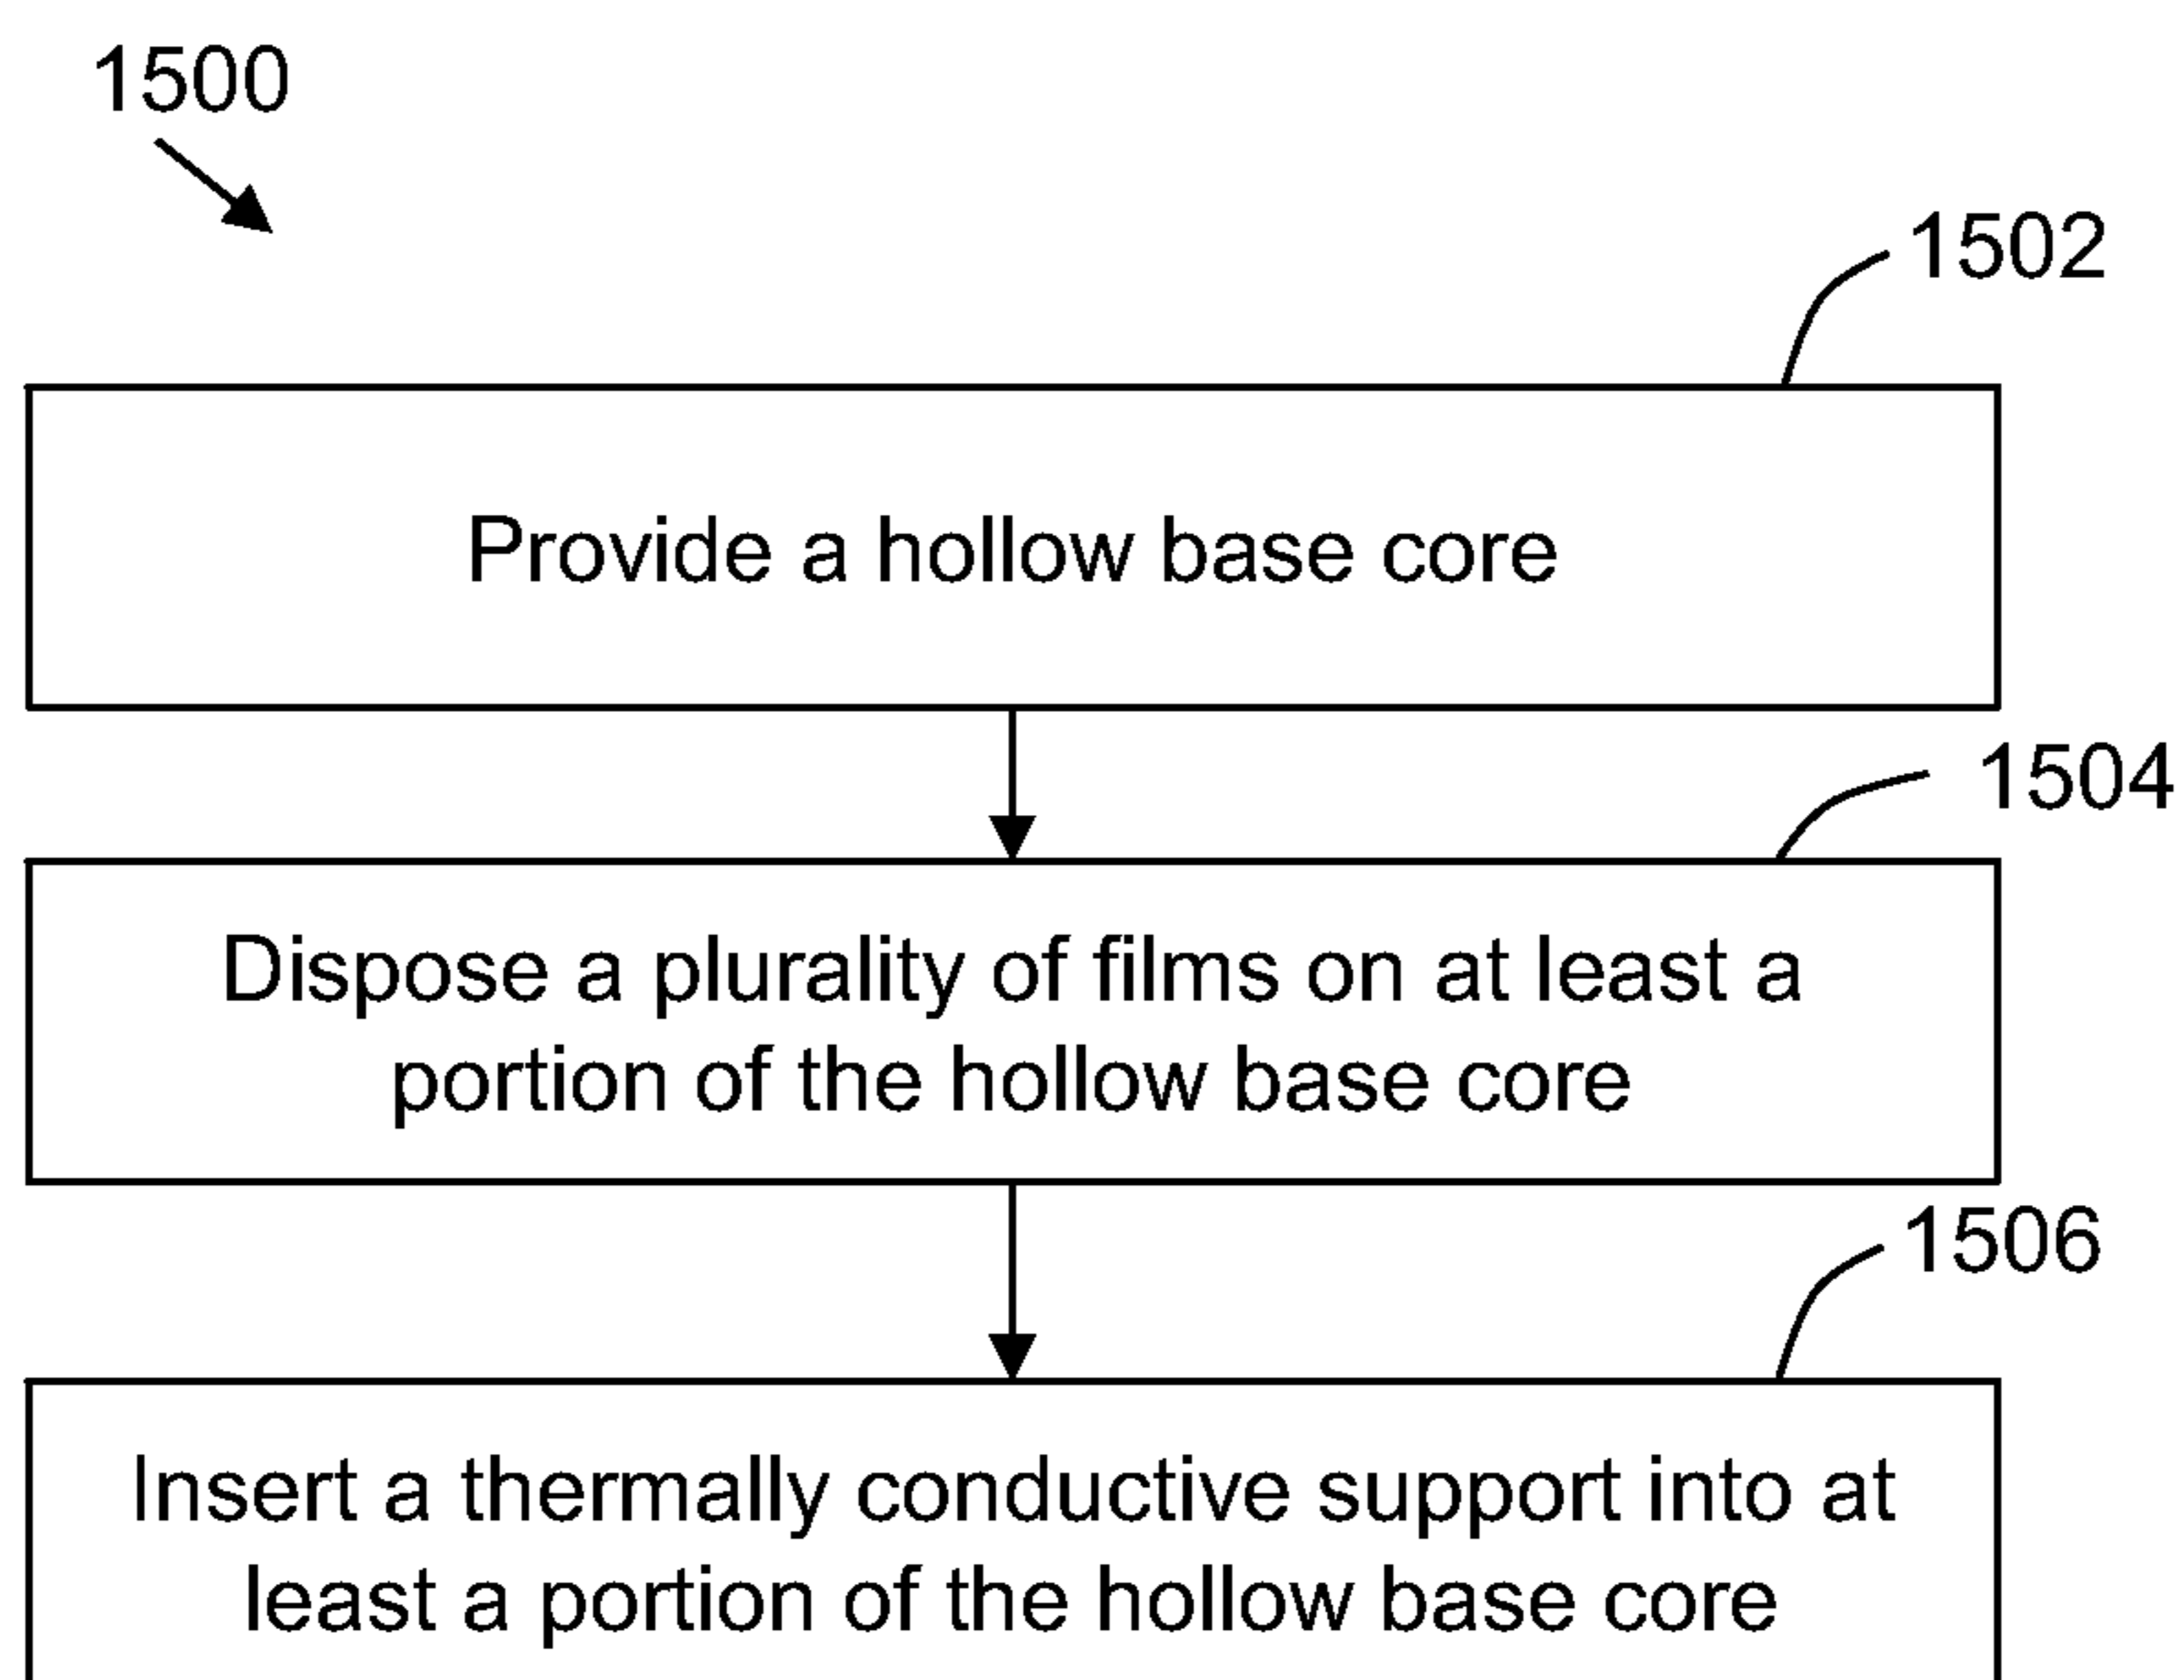 1500
1502
Provide a hollow base core
1504
Dispose a plurality of films on at least a
portion of the hollow base core
1506
Insert a thermally conductive support into at
least a portion of the hollow base core